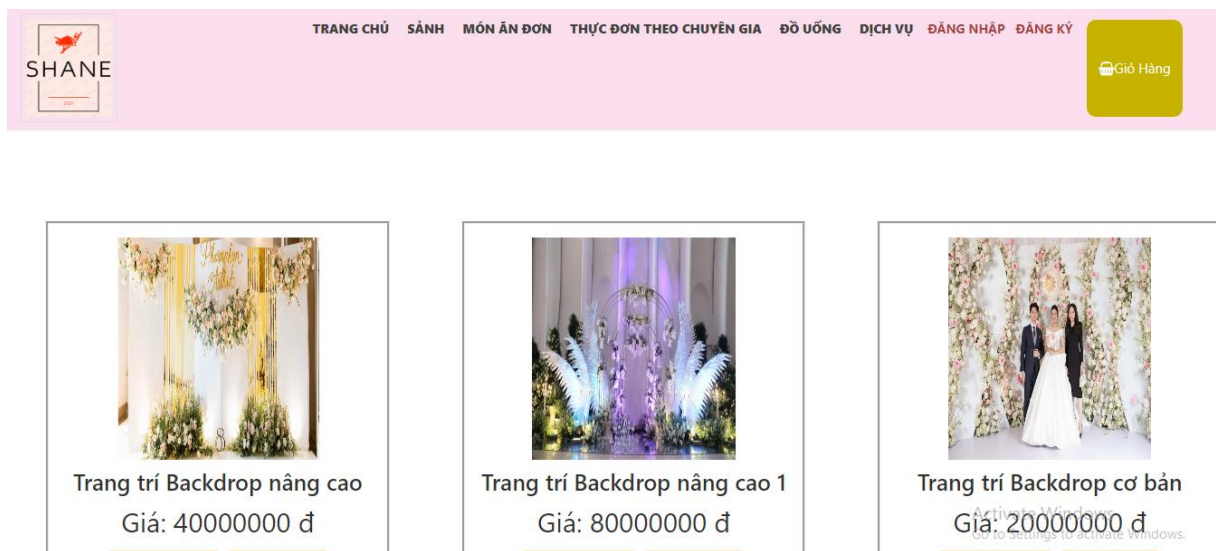 SHANE
TRANG CHỦ SẢNH MÓN ĂN ĐƠN THỰC ĐƠN THEO CHUYÊN GIA ĐỒ UỐNG DỊCH VỤ ĐĂNG NHẬP ĐĂNG KÝ
Giỏ Hàng
Trang trí Backdrop nâng cao
Giá: 40000000 đ
Trang trí Backdrop nâng cao 1
Giá: 80000000 đ
Trang trí Backdrop cơ bản
Giá: 20000000 đ
Activate Windows
Go to Settings to activate Windows.